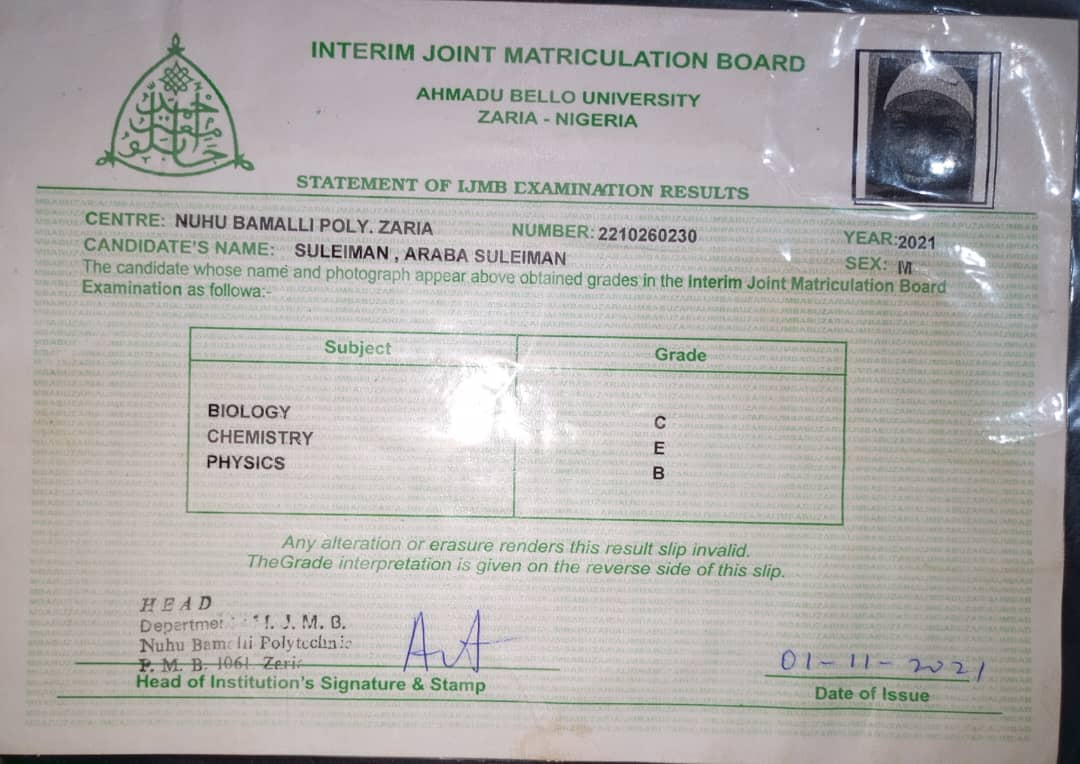 INTERIM JOINT MATRICULATION BOARD
AHMADU BELLO UNIVERSITY
ZARIA - NIGERIA
STATEMENT OF IJMB EXAMINATION RESULTS
CENTRE: NUHU BAMALLI POLY. ZARIA NUMBER: 2210260230 YEAR:2021
CANDIDATE'S NAME: SULEIMAN , ARABA SULEIMAN SEX: M
The candidate whose name and photograph appear above obtained grades in the Interim Joint Matriculation Board
Examination as followa:-
Subject Grade
BIOLOGY C
CHEMISTRY E
PHYSICS B
Any alteration or erasure renders this result slip invalid.
TheGrade interpretation is given on the reverse side of this slip.
HEAD
I. J. M. B.
Nuhu Polytechnic
P. M. B. 1061
Head of Institution's Signature & Stamp
01-11-2021
Date of Issue